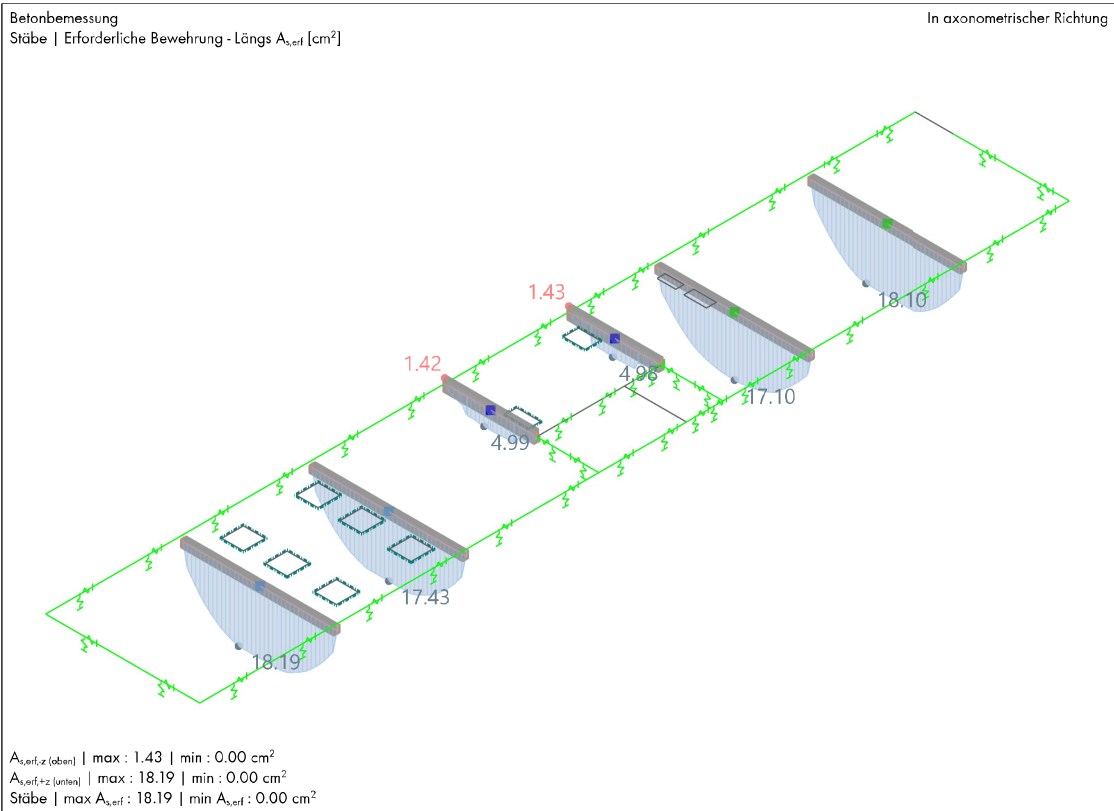 Betonbemessung
In axonometrischer Richtung
Stäbe | Erforderliche Bewehrung - Längs As,erf [cm²]
18.10
1.43
17.10
4.98
1.42
4.99
17.43
18.19
As,erf,-z (oben) | max : 1.43 | min : 0.00 cm²
As,erf,+z (unten) | max : 18.19 | min : 0.00 cm²
Stäbe | max As,erf : 18.19 | min As,erf : 0.00 cm²